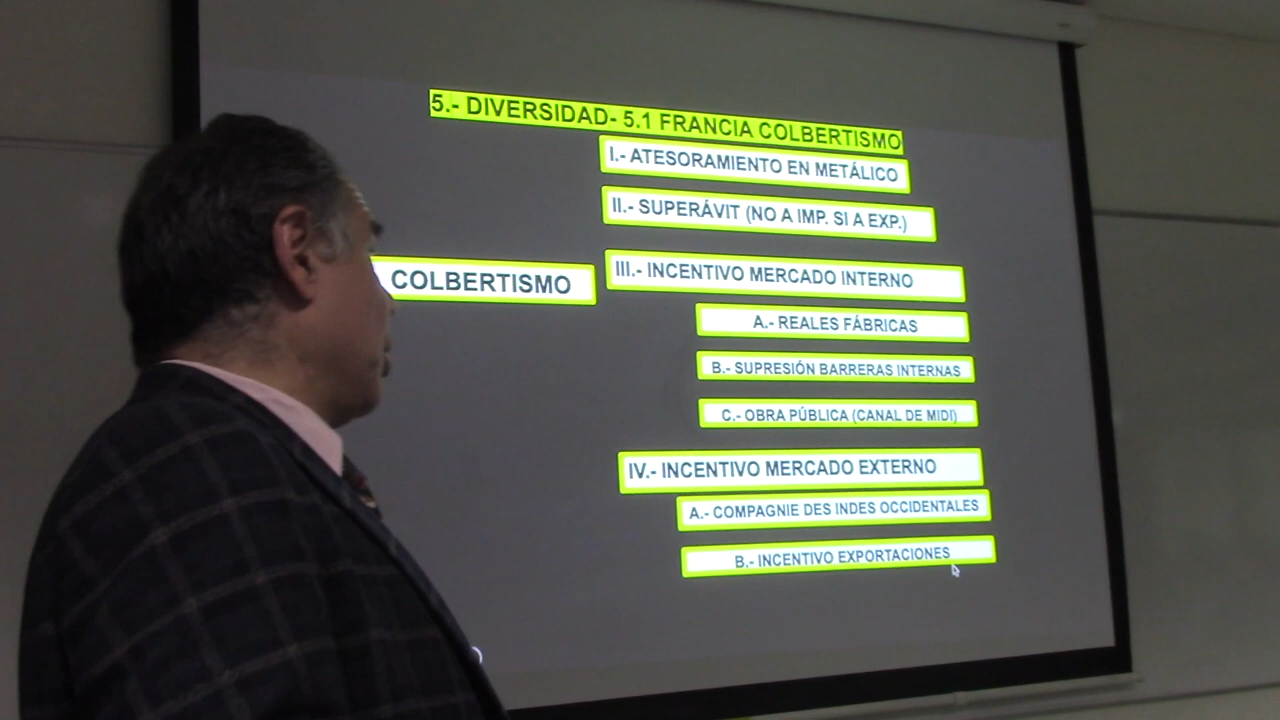 5.- DIVERSIDAD- 5.1 FRANCIA COLBERTISMO
I.- ATESORAMIENTO EN METÁLICO
II.- SUPERÁVIT (NO A IMP. SI A EXP.)
COLBERTISMO
III.- INCENTIVO MERCADO INTERNO
A.- REALES FÁBRICAS
B.- SUPRESIÓN BARRERAS INTERNAS
C.- OBRA PÚBLICA (CANAL DE MIDI)
IV.- INCENTIVO MERCADO EXTERNO
A.- COMPAGNIE DES INDES OCCIDENTALES
B.- INCENTIVO EXPORTACIONES